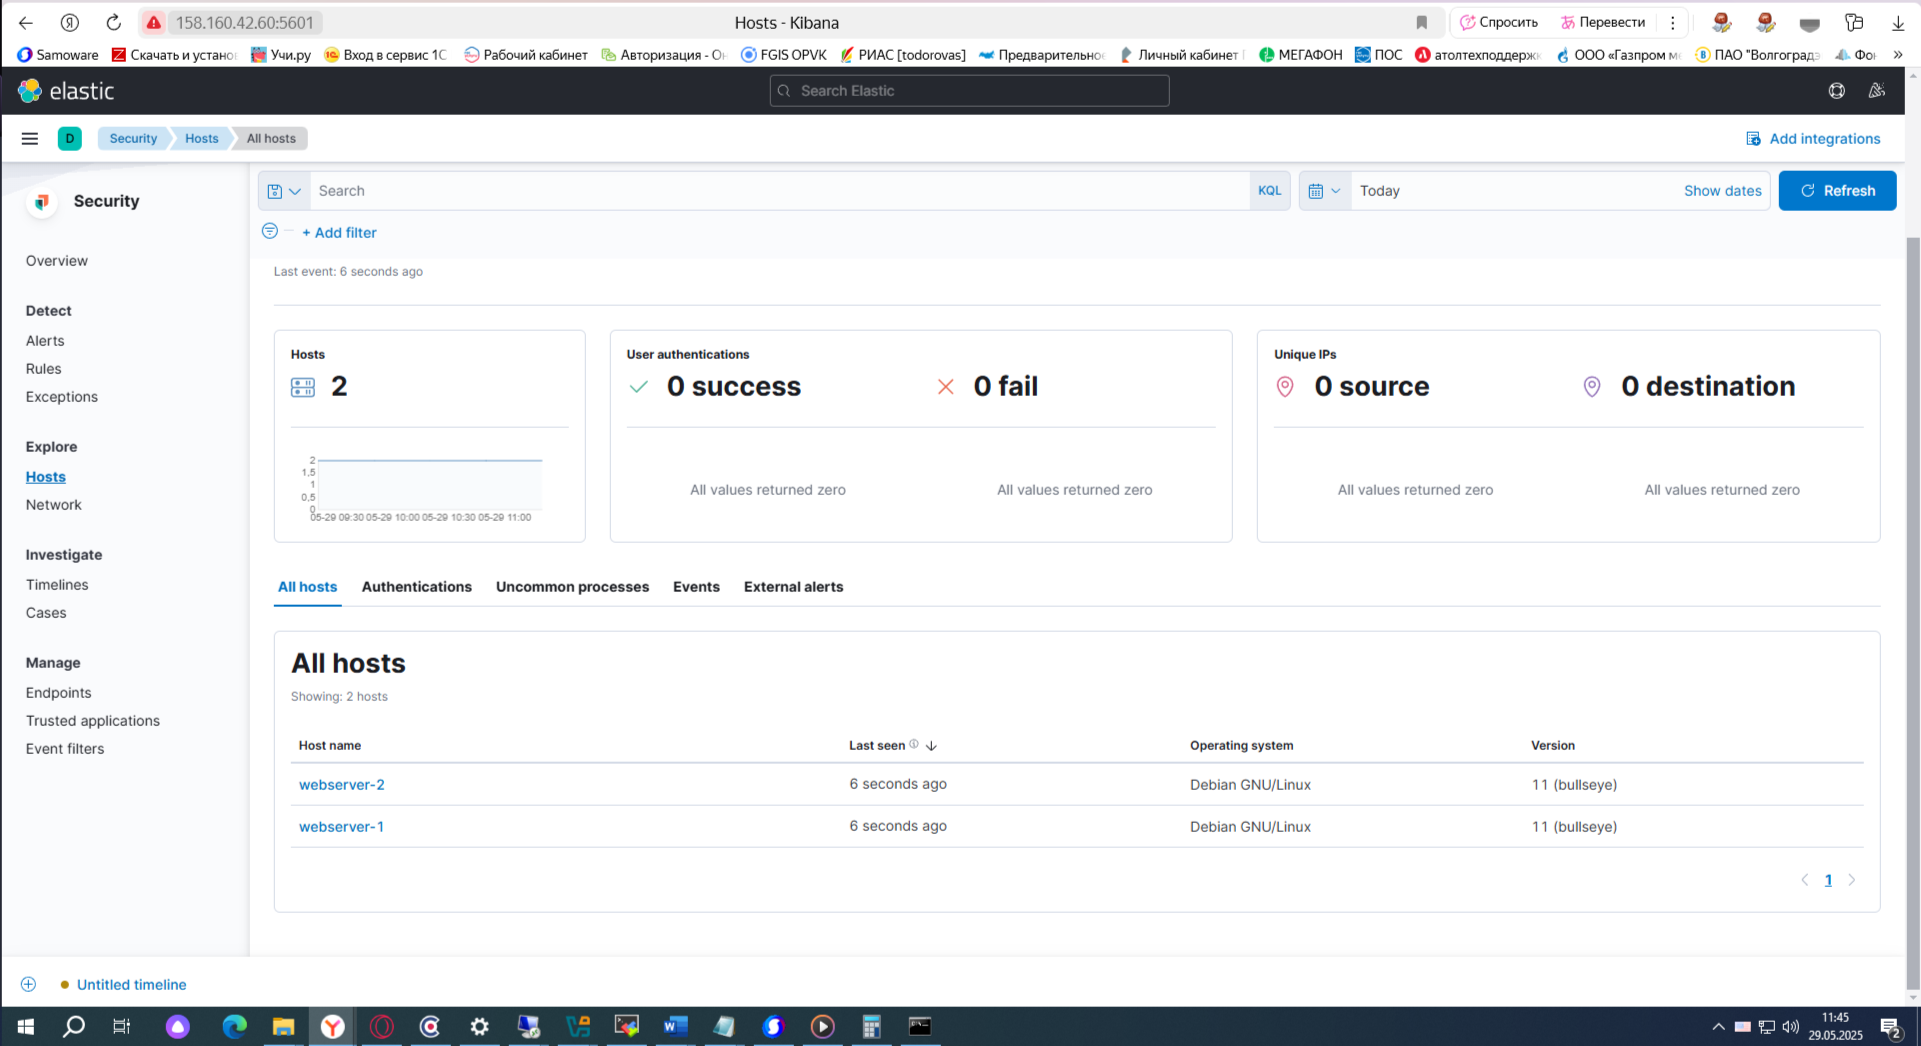 158.160.42.60:5601
Hosts - Kibana
Спросить
Перевести
Samoware
Скачать и устано
Учи.ру
Вход в сервис 1С
Рабочий кабинет
Авторизация - О
FGIS OPVK
РИАС [todorovas]
Предварительно
Личный кабинет
МЕГАФОН
ПОС
атолтехподдержк
ООО «Газпром ме
ПАО "Волгоградэ
Фон
»
elastic
Search Elastic
D
Security
Hosts
All hosts
Add integrations
Security
Search
KQL
Today
Show dates
Refresh
+ Add filter
Last event: 6 seconds ago
Overview
Detect
Alerts
Rules
Exceptions
Explore
Hosts
Network
Investigate
Timelines
Cases
Manage
Endpoints
Trusted applications
Event filters
Hosts
2
2
1,5
1
0,5
0
05-29 09:30 05-29 10:00 05-29 10:30 05-29 11:00
User authentications
0 success
0 fail
All values returned zero
All values returned zero
Unique IPs
0 source
0 destination
All values returned zero
All values returned zero
All hosts
Authentications
Uncommon processes
Events
External alerts
All hosts
Showing: 2 hosts
Host name
Last seen
Operating system
Version
webserver-2
6 seconds ago
Debian GNU/Linux
11 (bullseye)
webserver-1
6 seconds ago
Debian GNU/Linux
11 (bullseye)
1
Untitled timeline
11:45
29.05.2025
2